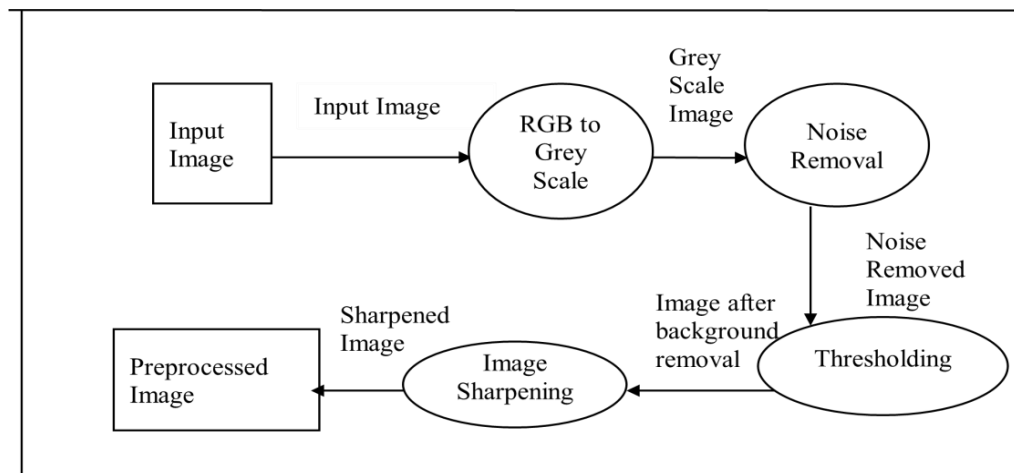 Input
Image
Input Image
RGB to
Grey
Scale
Grey
Scale
Image
Noise
Removal
Noise
Removed
Image
Thresholding
Image after
background
removal
Image
Sharpening
Sharpened
Image
Preprocessed
Image